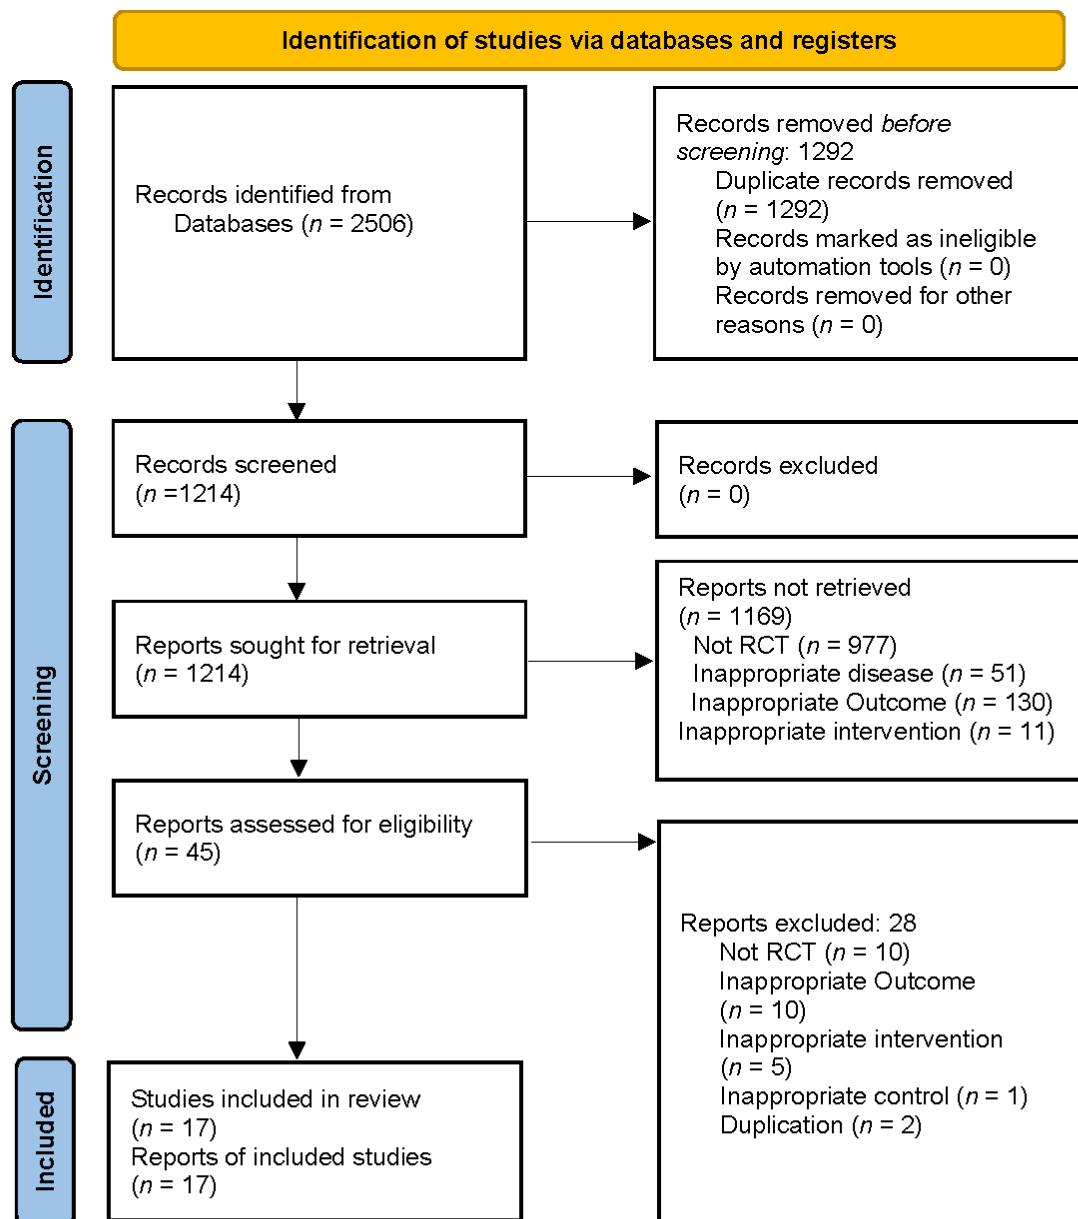 Identification of studies via databases and registers
Identification
Records identified from
Databases (n = 2506)
Records removed before
screening: 1292
Duplicate records removed
(n = 1292)
Records marked as ineligible
by automation tools (n = 0)
Records removed for other
reasons (n = 0)
Screening
Records screened
(n =1214)
Records excluded
(n = 0)
Reports sought for retrieval
(n = 1214)
Reports not retrieved
(n = 1169)
Not RCT (n = 977)
Inappropriate disease (n = 51)
Inappropriate Outcome (n = 130)
Inappropriate intervention (n = 11)
Reports assessed for eligibility
(n = 45)
Reports excluded: 28
Not RCT (n = 10)
Inappropriate Outcome
(n = 10)
Inappropriate intervention
(n = 5)
Inappropriate control (n = 1)
Duplication (n = 2)
Included
Studies included in review
(n = 17)
Reports of included studies
(n = 17)